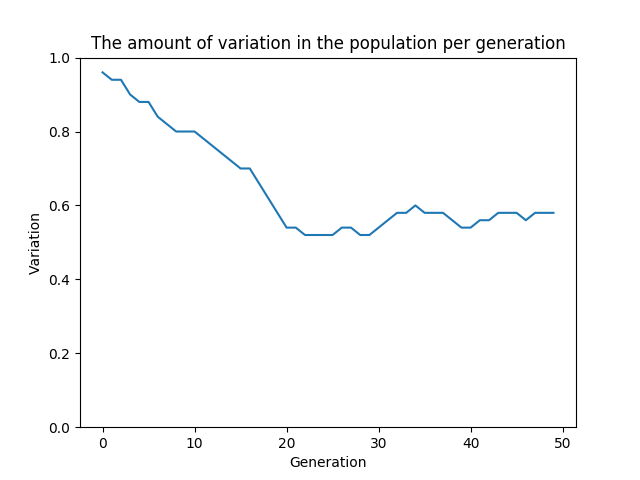 The amount of variation in the population per generation
1.0
0.8
0.6
0.4
0.2
0.0
Variation
0 10 20 30 40 50
Generation